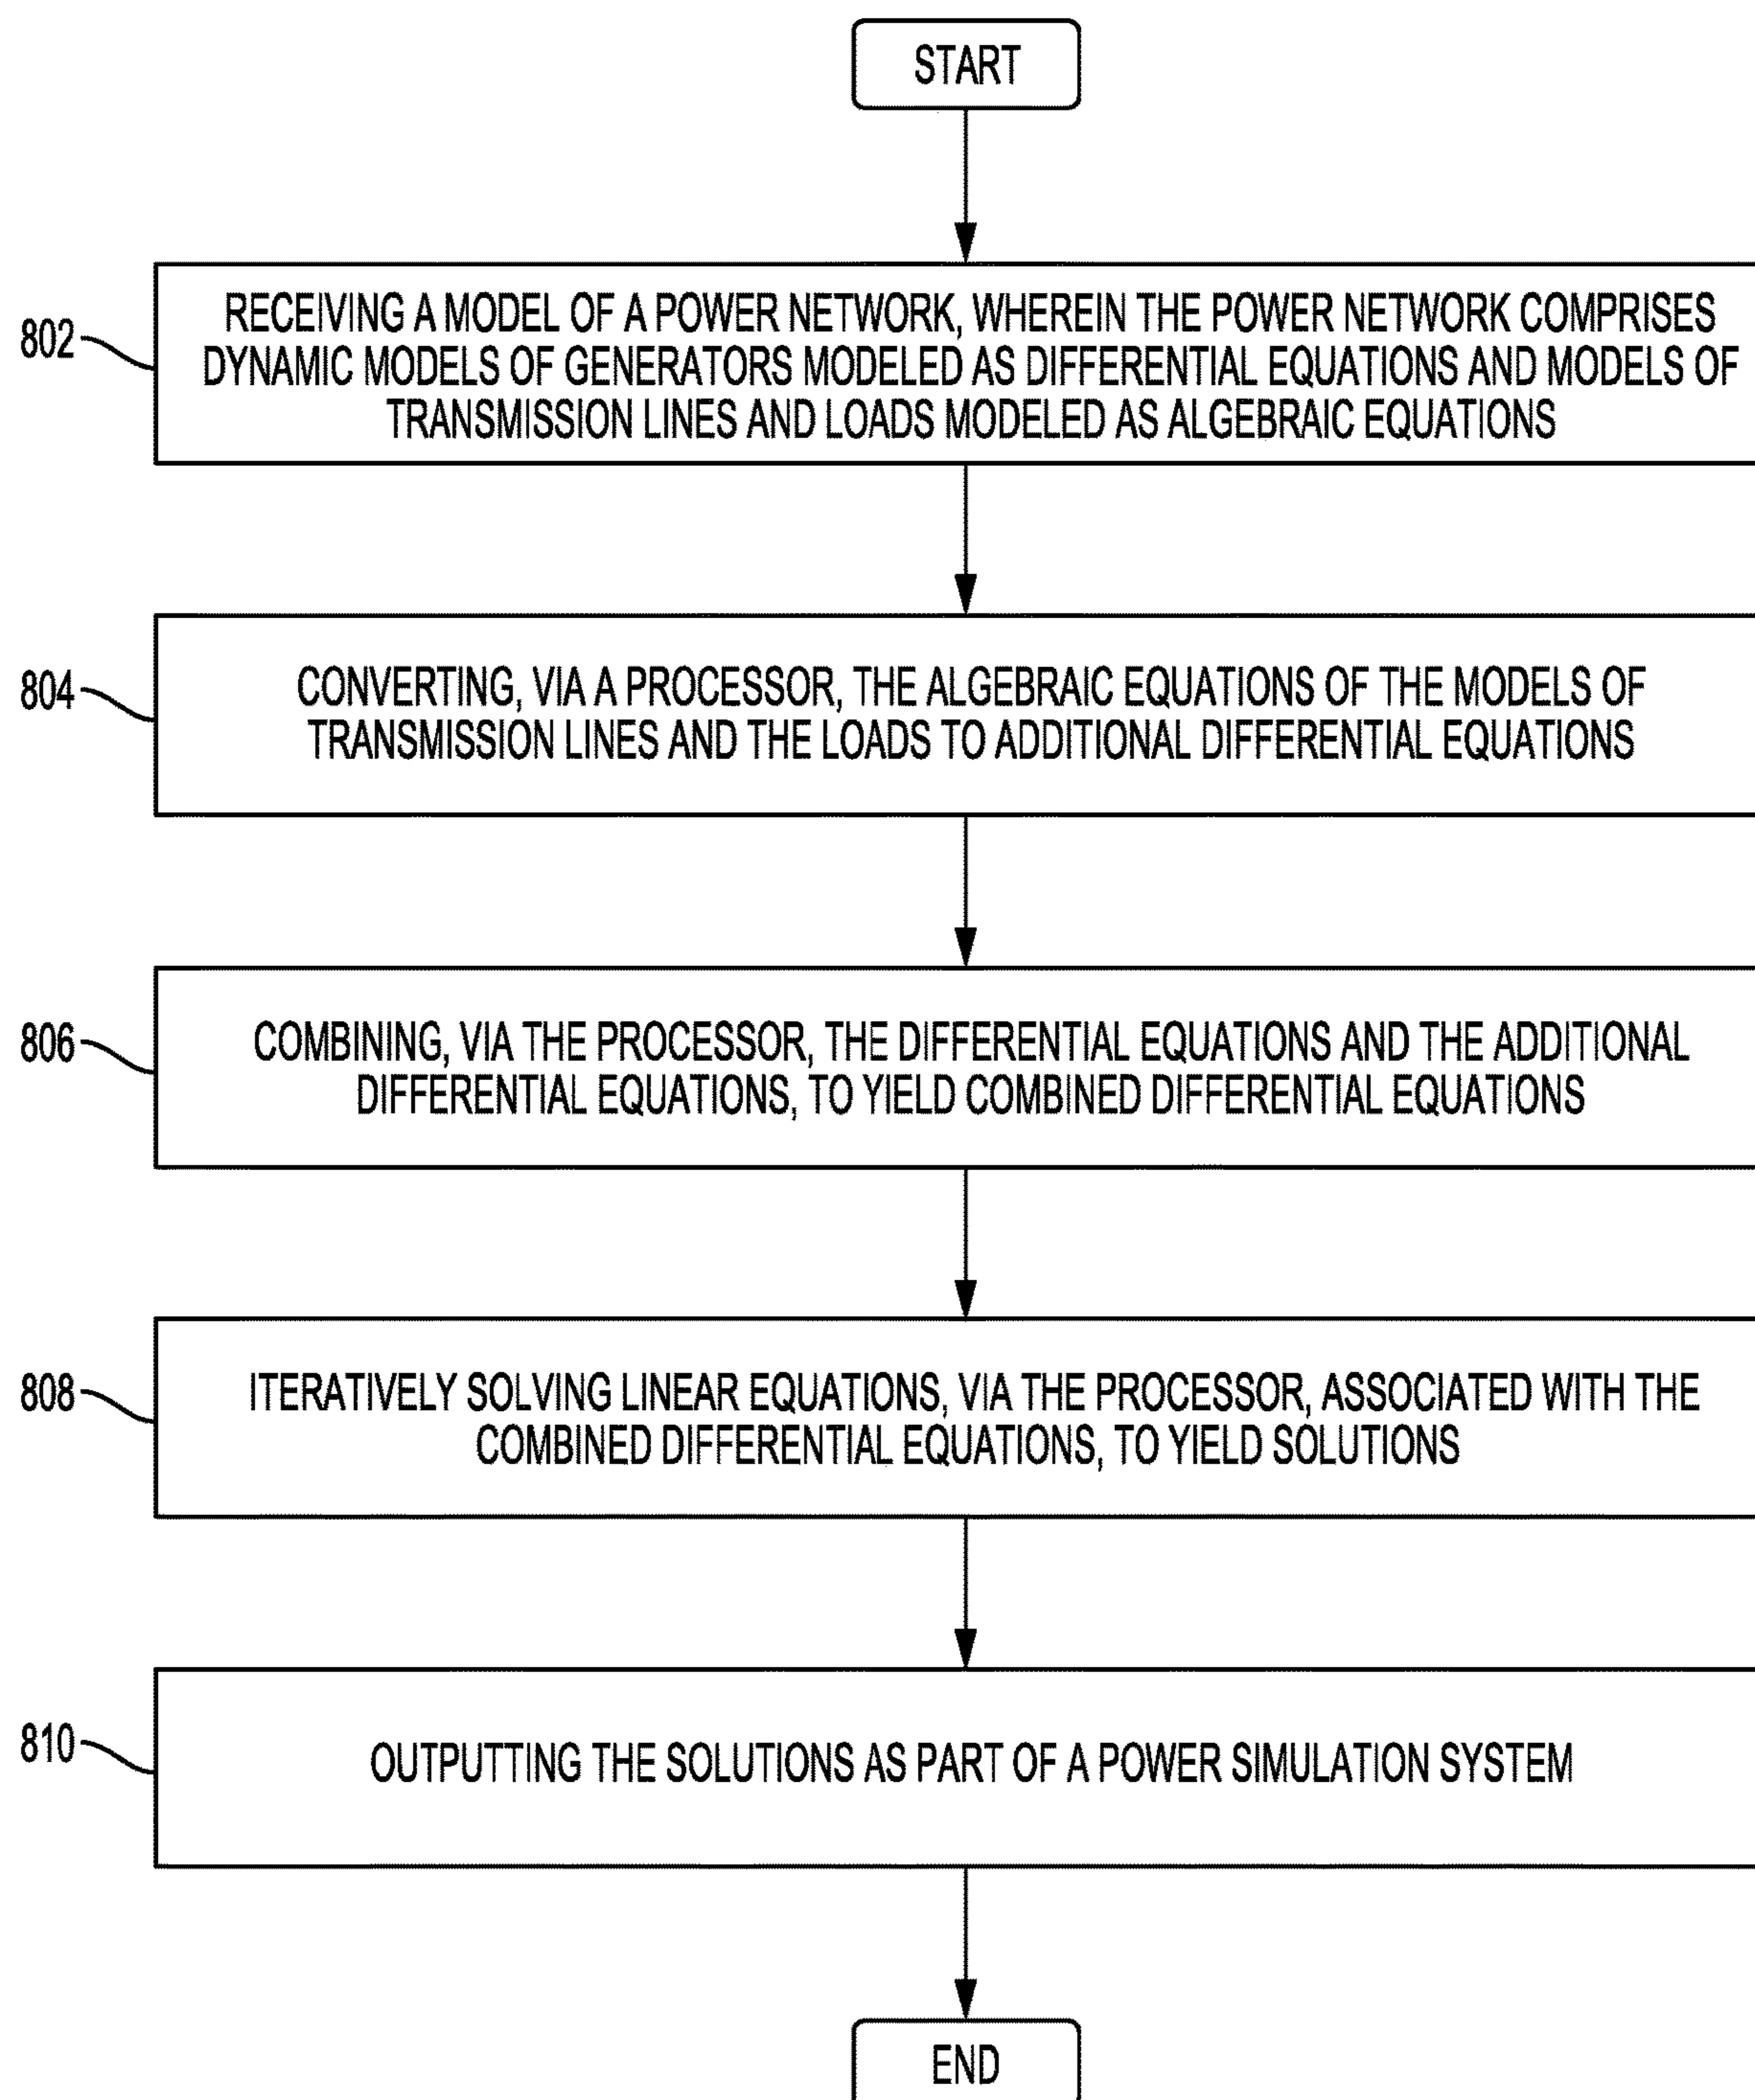 START
802
RECEIVING A MODEL OF A POWER NETWORK, WHEREIN THE POWER NETWORK COMPRISES
DYNAMIC MODELS OF GENERATORS MODELED AS DIFFERENTIAL EQUATIONS AND MODELS OF
TRANSMISSION LINES AND LOADS MODELED AS ALGEBRAIC EQUATIONS
804
CONVERTING, VIA A PROCESSOR, THE ALGEBRAIC EQUATIONS OF THE MODELS OF
TRANSMISSION LINES AND THE LOADS TO ADDITIONAL DIFFERENTIAL EQUATIONS
806
COMBINING, VIA THE PROCESSOR, THE DIFFERENTIAL EQUATIONS AND THE ADDITIONAL
DIFFERENTIAL EQUATIONS, TO YIELD COMBINED DIFFERENTIAL EQUATIONS
808
ITERATIVELY SOLVING LINEAR EQUATIONS, VIA THE PROCESSOR, ASSOCIATED WITH THE
COMBINED DIFFERENTIAL EQUATIONS, TO YIELD SOLUTIONS
810
OUTPUTTING THE SOLUTIONS AS PART OF A POWER SIMULATION SYSTEM
END